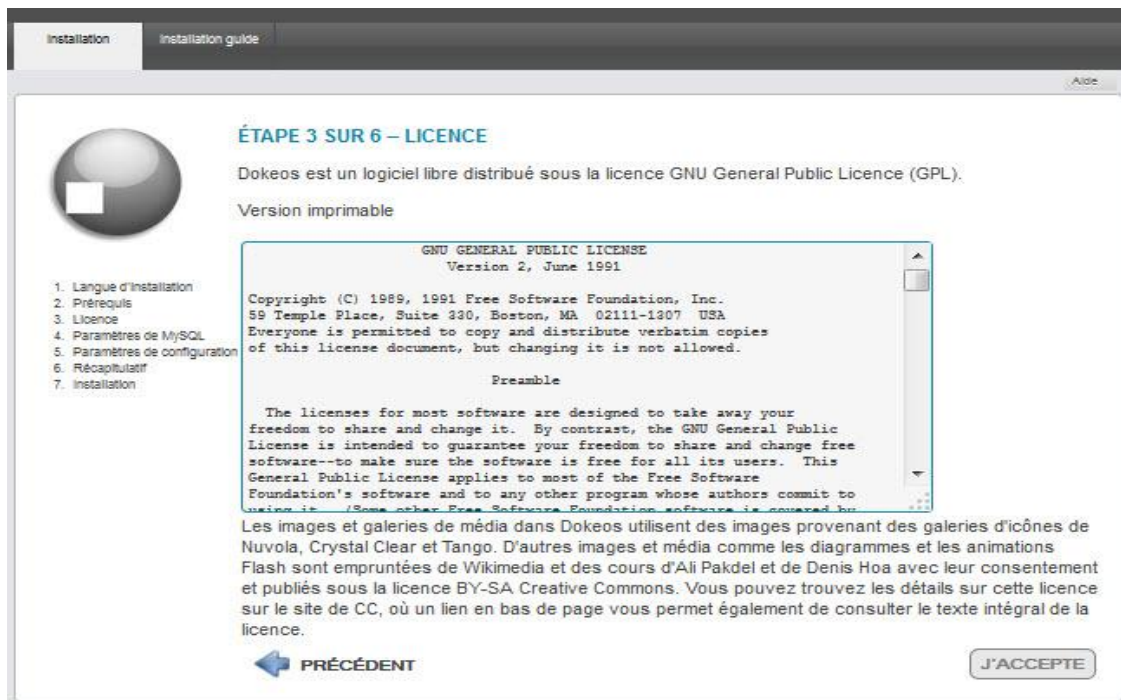 Installation
Installation guide
Aide
ÉTAPE 3 SUR 6 – LICENCE
Dokeos est un logiciel libre distribué sous la licence GNU General Public Licence (GPL).
Version imprimable
1. Langue d'installation
2. Prérequis
3. Licence
4. Paramètres de MySQL
5. Paramètres de configuration
6. Récapitulatif
7. Installation
GNU GENERAL PUBLIC LICENSE
Version 2, June 1991
Copyright (C) 1989, 1991 Free Software Foundation, Inc.
59 Temple Place, Suite 330, Boston, MA 02111-1307 USA
Everyone is permitted to copy and distribute verbatim copies
of this license document, but changing it is not allowed.
Preamble
The licenses for most software are designed to take away your
freedom to share and change it. By contrast, the GNU General Public
License is intended to guarantee your freedom to share and change free
software--to make sure the software is free for all its users. This
General Public License applies to most of the Free Software
Foundation's software and to any other program whose authors commit to
using it. (Some other Free Software Foundation software is covered by
Les images et galeries de média dans Dokeos utilisent des images provenant des galeries d'icônes de
Nuvola, Crystal Clear et Tango. D'autres images et média comme les diagrammes et les animations
Flash sont empruntées de Wikimedia et des cours d'Ali Pakdel et de Denis Hoa avec leur consentement
et publiés sous la licence BY-SA Creative Commons. Vous pouvez trouvez les détails sur cette licence
sur le site de CC, où un lien en bas de page vous permet également de consulter le texte intégral de la
licence.
PRÉCÉDENT
J'ACCEPTE